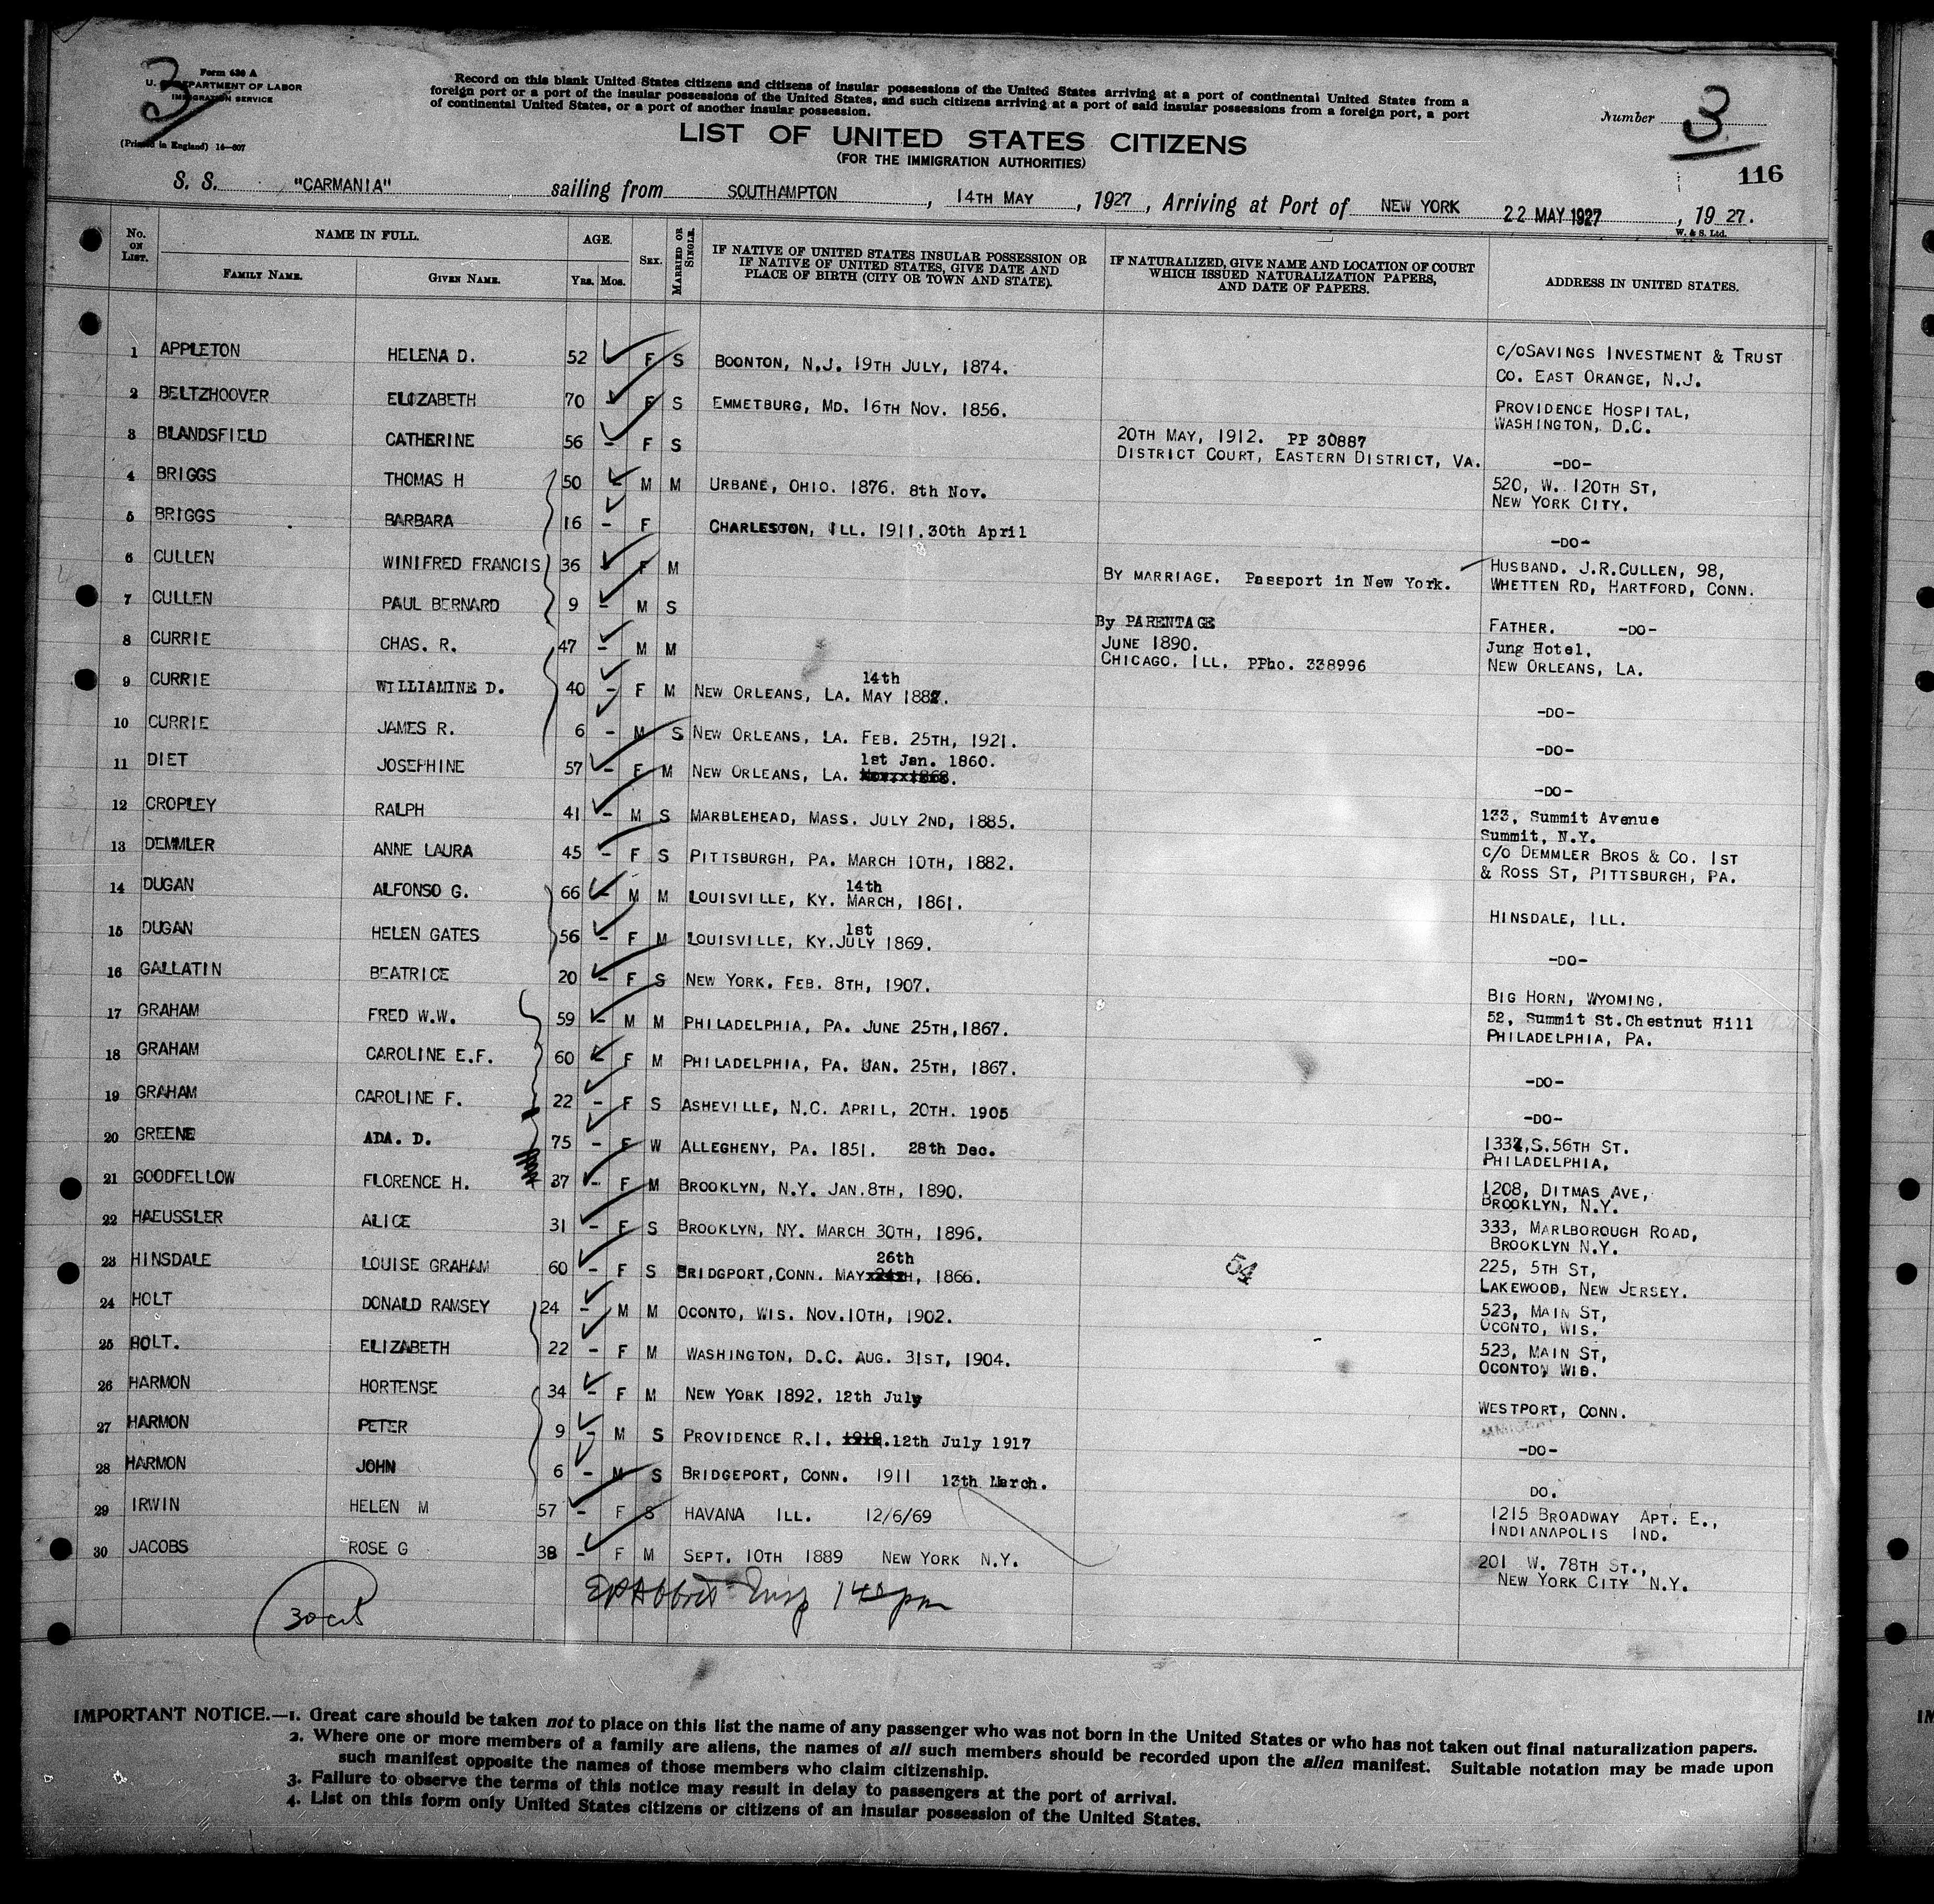 3
Form 630 A
U. S. DEPARTMENT OF LABOR
IMMIGRATION SERVICE
(Printed in England) 14—607
Record on this blank United States citizens and citizens of insular possessions of the United States arriving at a port of continental United States from a
foreign port or a port of the insular possessions of the United States, and such citizens arriving at a port of said insular possessions from a foreign port, a port
of continental United States, or a port of another insular possession.
LIST OF UNITED STATES CITIZENS
(FOR THE IMMIGRATION AUTHORITIES)
Number 3
116
S. S. "CARMANIA" sailing from SOUTHAMPTON, 14TH MAY, 1927, Arriving at Port of NEW YORK 22 MAY 1927, 1927.
W. & S. Ltd.
No. ON LIST. NAME IN FULL. FAMILY NAME. GIVEN NAME. AGE. Yrs. Mos. SEX. MARRIED OR SINGLE.
IF NATIVE OF UNITED STATES INSULAR POSSESSION OR
IF NATIVE OF UNITED STATES, GIVE DATE AND
PLACE OF BIRTH (CITY OR TOWN AND STATE).
IF NATURALIZED, GIVE NAME AND LOCATION OF COURT
WHICH ISSUED NATURALIZATION PAPERS,
AND DATE OF PAPERS.
ADDRESS IN UNITED STATES.
1 APPLETON HELENA D. 52 F S BOONTON, N.J. 19TH JULY, 1874. c/o SAVINGS INVESTMENT & TRUST
CO. EAST ORANGE, N.J.
2 BELTZHOOVER ELIZABETH 70 F S EMMETBURG, MD. 16TH NOV. 1856. PROVIDENCE HOSPITAL,
WASHINGTON, D.C.
3 BLANDSFIELD CATHERINE 56 - F S 20TH MAY, 1912. PP 30887
DISTRICT COURT, EASTERN DISTRICT, VA. -DO-
4 BRIGGS THOMAS H 50 - M M URBANE, OHIO. 1876. 8th Nov. 520, W. 120TH ST,
NEW YORK CITY.
5 BRIGGS BARBARA 16 - F CHARLESTON, ILL. 1911. 30th April -DO-
6 CULLEN WINIFRED FRANCIS 36 - F M BY MARRIAGE. Passport in New York. HUSBAND. J.R.CULLEN, 98,
WHETTEN RD, HARTFORD, CONN.
7 CULLEN PAUL BERNARD 9 - M S By PARENTAGE FATHER. -DO-
8 CURRIE CHAS. R. 47 - M M JUNE 1890.
CHICAGO. ILL. PPho. 338996 Jung Hotel,
NEW ORLEANS, LA.
9 CURRIE WILLIAMINE D. 40 - F M NEW ORLEANS, LA. 14th MAY 1887. -DO-
10 CURRIE JAMES R. 6 - M S NEW ORLEANS, LA. FEB. 25TH, 1921. -DO-
11 DIET JOSEPHINE 57 - F M NEW ORLEANS, LA. 1st Jan. 1860. -DO-
12 CROPLEY RALPH 41 - M S MARBLEHEAD, MASS. JULY 2ND, 1885. 133, Summit Avenue
Summit, N.Y.
13 DEMMLER ANNE LAURA 45 - F S PITTSBURGH, PA. MARCH 10TH, 1882. c/o DEMMLER BROS & CO. 1ST
& ROSS ST, PITTSBURGH, PA.
14 DUGAN ALFONSO G. 66 - M M LOUISVILLE, KY. 14th MARCH, 1861. HINSDALE, ILL.
15 DUGAN HELEN GATES 56 - F M LOUISVILLE, KY. 1st JULY 1869. -DO-
16 GALLATIN BEATRICE 20 - F S NEW YORK. FEB. 8TH, 1907. BIG HORN, WYOMING.
17 GRAHAM FRED W.W. 59 - M M PHILADELPHIA, PA. JUNE 25TH, 1867. 52, Summit St. Chestnut Hill
PHILADELPHIA, PA.
18 GRAHAM CAROLINE E.F. 60 - F M PHILADELPHIA, PA. JAN. 25TH, 1867. -DO-
19 GRAHAM CAROLINE F. 22 - F S ASHEVILLE, N.C. APRIL, 20TH. 1905 -DO-
20 GREENE ADA. D. 75 - F W ALLEGHENY, PA. 1851. 28th Dec. 1334, S. 56TH ST.
PHILADELPHIA,
21 GOODFELLOW FLORENCE H. 37 - F M BROOKLYN, N.Y. JAN. 8TH, 1890. 1208, DITMAS AVE,
BROOKLYN, N.Y.
22 HAEUSSLER ALICE 31 - F S BROOKLYN, NY. MARCH 30TH, 1896. 333, MARLBOROUGH ROAD,
BROOKLYN N.Y.
23 HINSDALE LOUISE GRAHAM 60 - F S BRIDGPORT, CONN. MAY 26th, 1866. 54 225, 5TH ST,
LAKEWOOD, NEW JERSEY.
24 HOLT DONALD RAMSEY 24 - M M OCONTO, WIS. NOV. 10TH, 1902. 523, MAIN ST,
OCONTO, WIS.
25 HOLT. ELIZABETH 22 - F M WASHINGTON, D.C. AUG. 31ST, 1904. 523, MAIN ST,
OCONTO, WIS.
26 HARMON HORTENSE 34 - F M NEW YORK 1892. 12th July WESTPORT, CONN.
27 HARMON PETER 9 - M S PROVIDENCE R.I. 1918. 12th July 1917 -DO-
28 HARMON JOHN 6 - M S BRIDGEPORT, CONN. 1911 13th March. DO.
29 IRWIN HELEN M 57 - F S HAVANA ILL. 12/6/69 1215 BROADWAY APT. E.,
INDIANAPOLIS IND.
30 JACOBS ROSE G 38 - F M SEPT. 10TH 1889 NEW YORK N.Y. 201 W. 78TH ST.,
NEW YORK CITY N.Y.
30 cit
Insp 1 40 pm
IMPORTANT NOTICE.—1. Great care should be taken not to place on this list the name of any passenger who was not born in the United States or who has not taken out final naturalization papers.
2. Where one or more members of a family are aliens, the names of all such members should be recorded upon the alien manifest. Suitable notation may be made upon
such manifest opposite the names of those members who claim citizenship.
3. Failure to observe the terms of this notice may result in delay to passengers at the port of arrival.
4. List on this form only United States citizens or citizens of an insular possession of the United States.